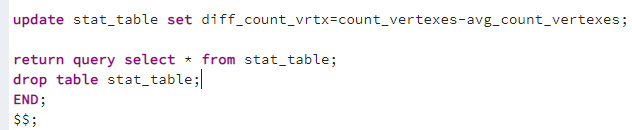 update stat_table set diff_count_vrtx=count_vertexes-avg_count_vertexes;
return query select * from stat_table;
drop table stat_table;
END;
$$;